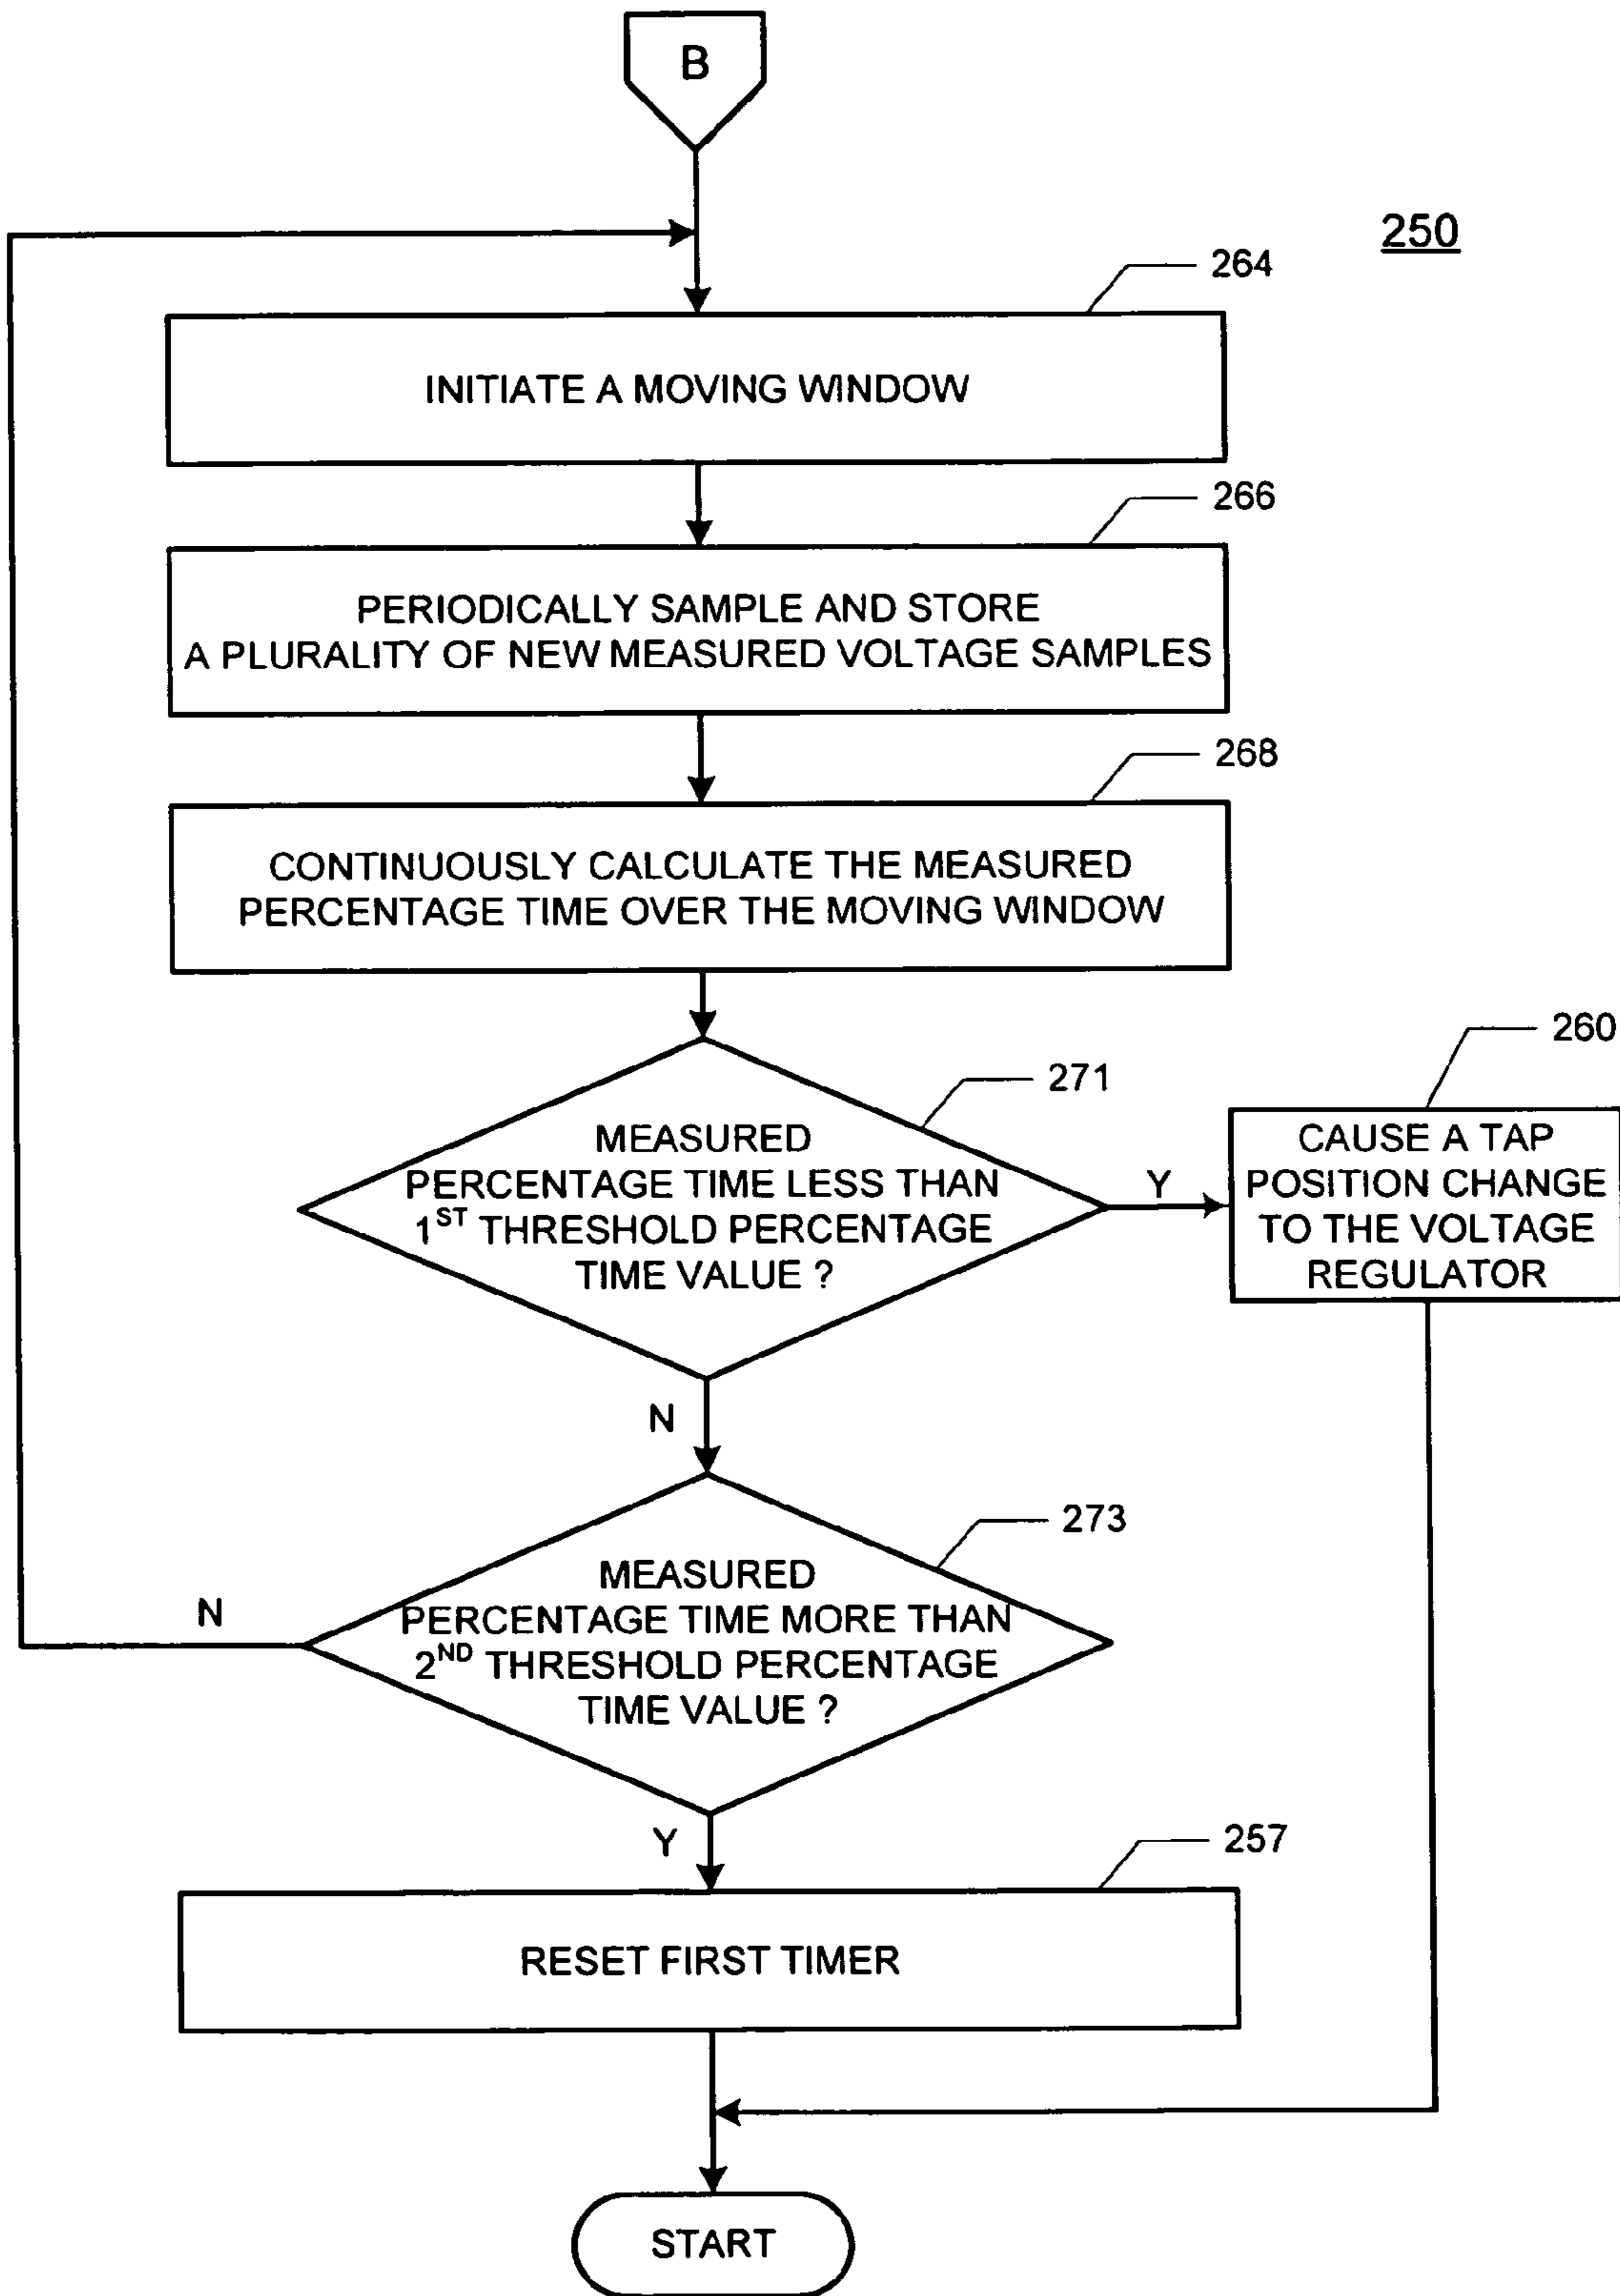 B
250
264
INITIATE A MOVING WINDOW
266
PERIODICALLY SAMPLE AND STORE
A PLURALITY OF NEW MEASURED VOLTAGE SAMPLES
268
CONTINUOUSLY CALCULATE THE MEASURED
PERCENTAGE TIME OVER THE MOVING WINDOW
271
MEASURED
PERCENTAGE TIME LESS THAN
1ST THRESHOLD PERCENTAGE
TIME VALUE ?
Y
260
CAUSE A TAP
POSITION CHANGE
TO THE VOLTAGE
REGULATOR
N
273
MEASURED
PERCENTAGE TIME MORE THAN
2ND THRESHOLD PERCENTAGE
TIME VALUE ?
N
Y
257
RESET FIRST TIMER
START